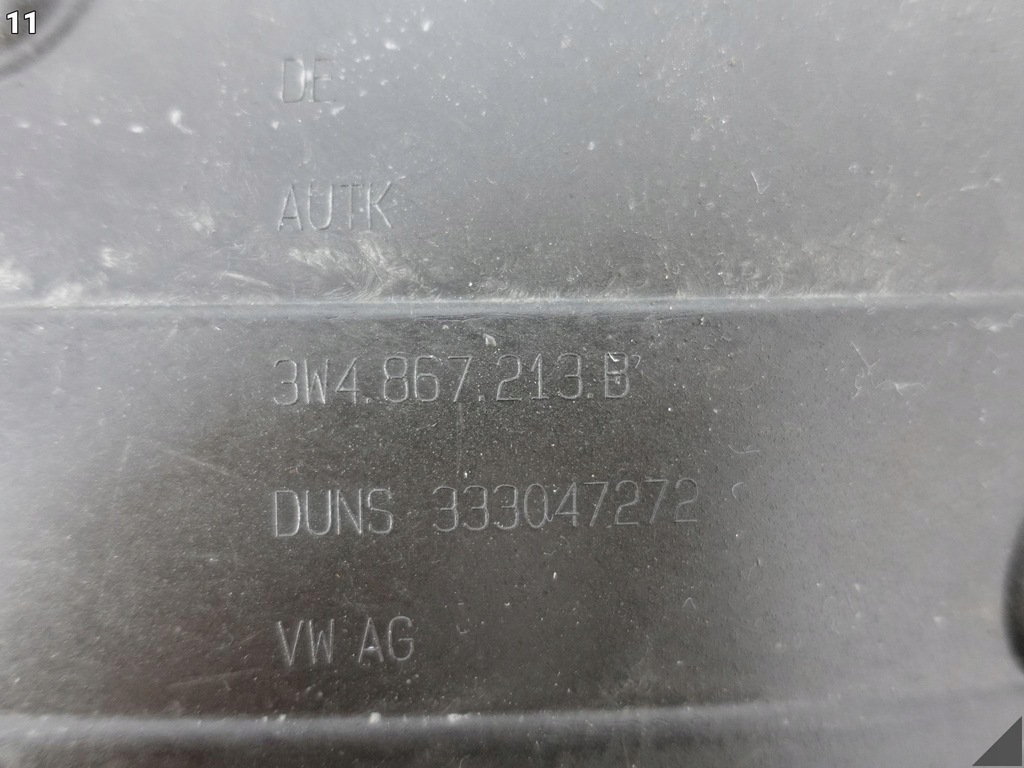 11
DE
AUTK
3W4.867.213.B
DUNS 333047272
VW AG